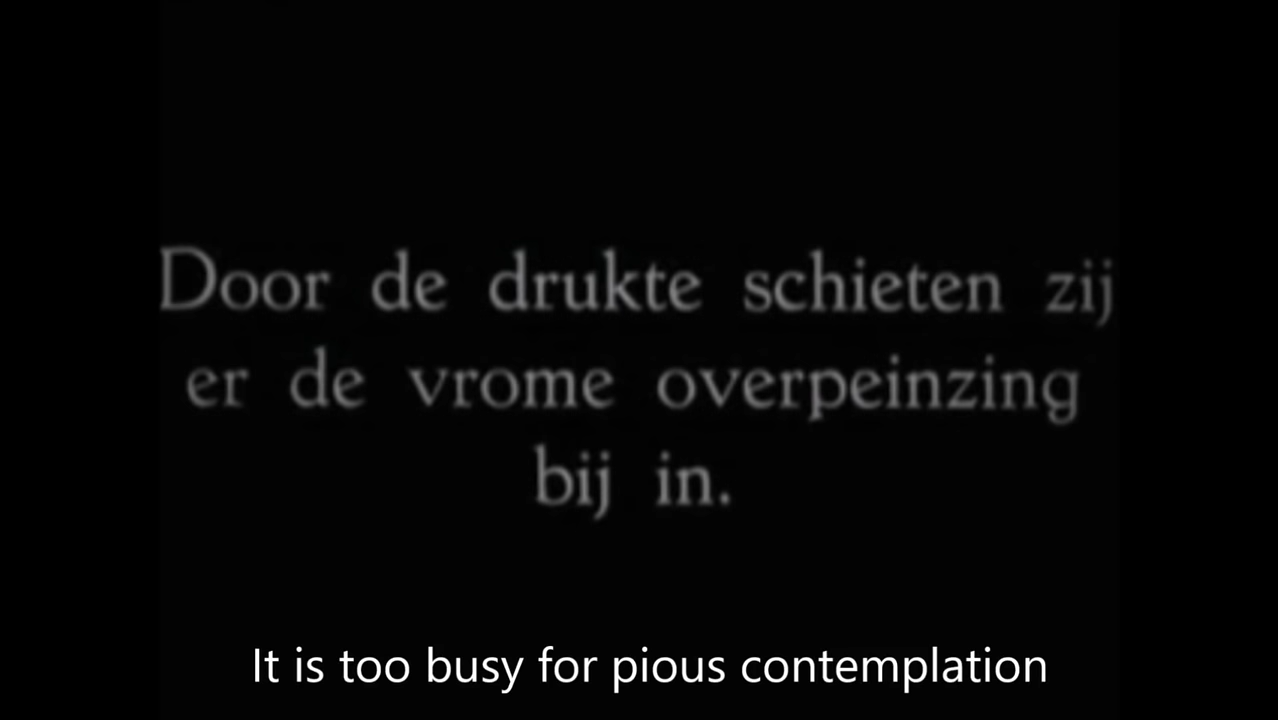 Door de drukte schieten zij
er de vrome overpeinzing
bij in.
It is too busy for pious contemplation